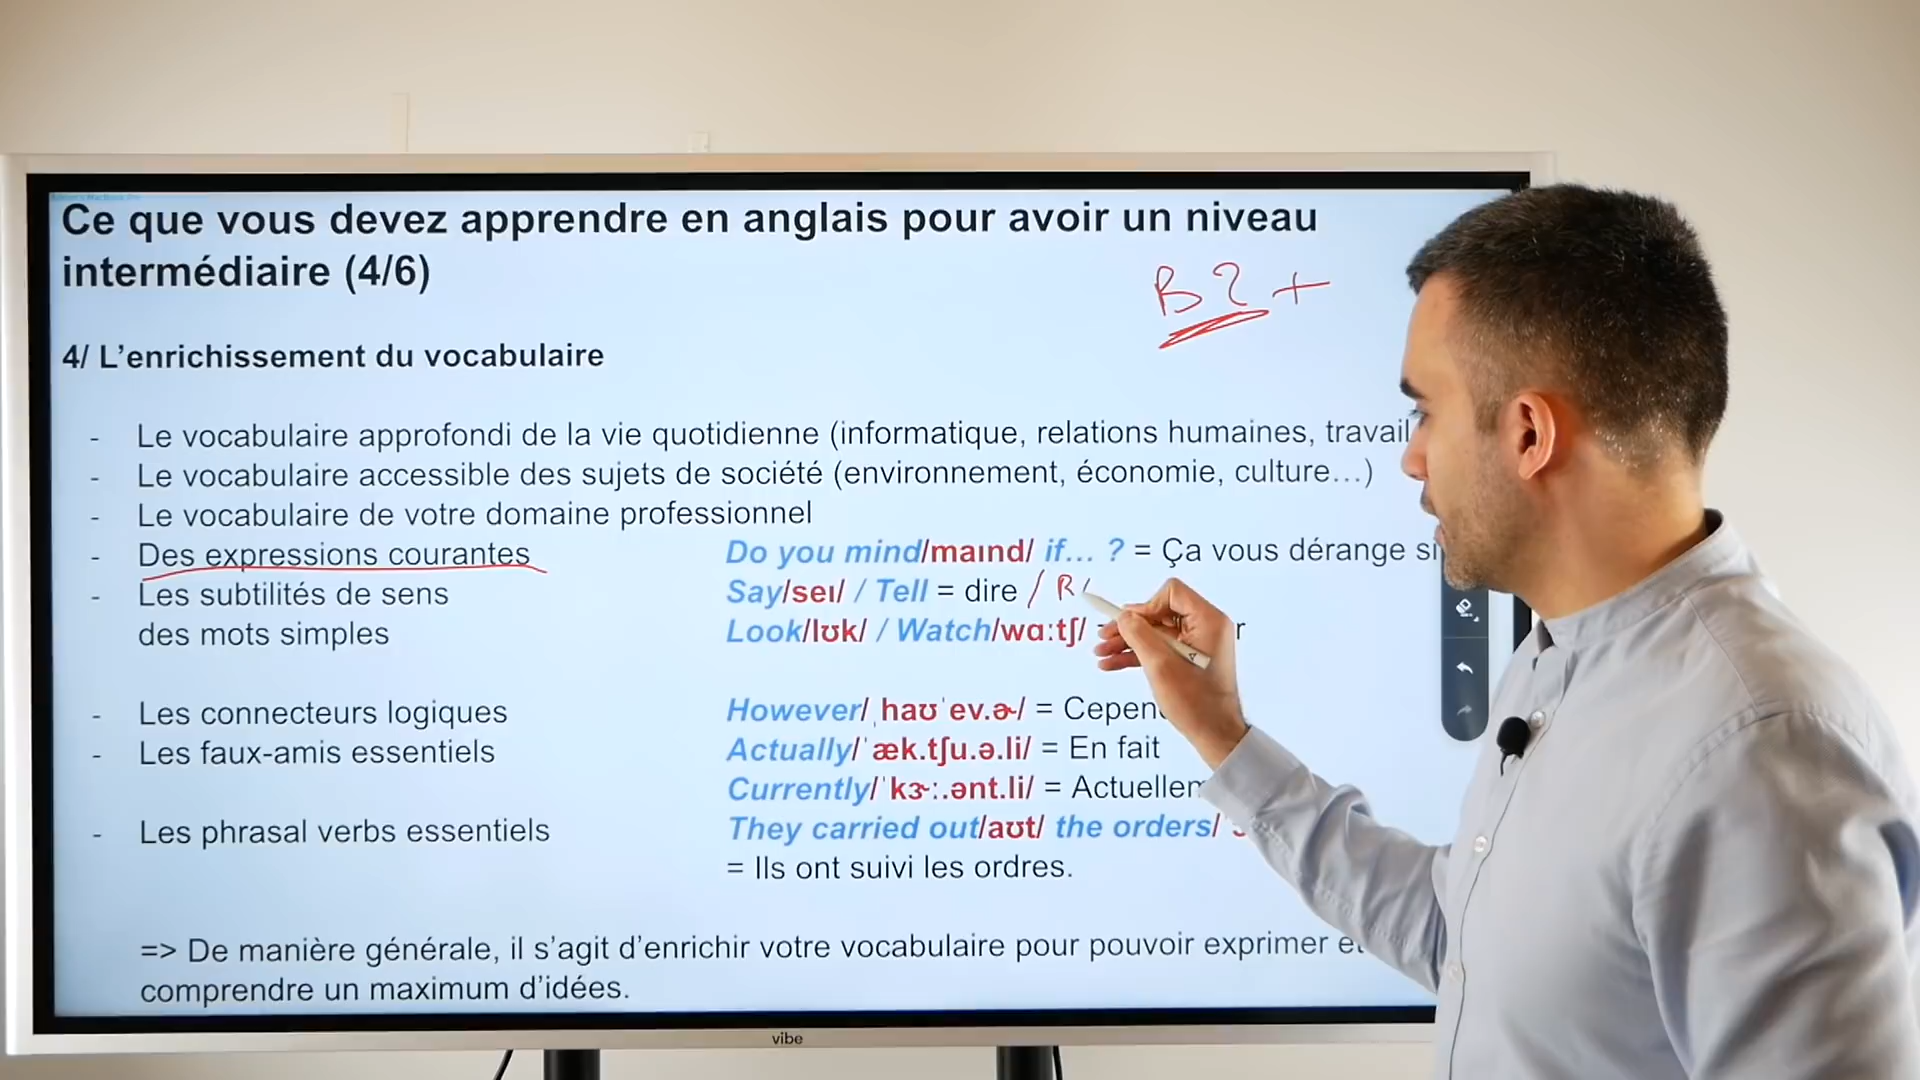 Ce que vous devez apprendre en anglais pour avoir un niveau
intermédiaire (4/6)
B2+
4/ L'enrichissement du vocabulaire
- Le vocabulaire approfondi de la vie quotidienne (informatique, relations humaines, travail
- Le vocabulaire accessible des sujets de société (environnement, économie, culture…)
- Le vocabulaire de votre domaine professionnel
- Des expressions courantes Do you mind/maɪnd/ if… ? = Ça vous dérange si
- Les subtilités de sens Say/seɪ/ / Tell = dire / R
des mots simples Look/lʊk/ / Watch/wɑːtʃ/
- Les connecteurs logiques However/ˌhaʊˈev.ɚ/ =
- Les faux-amis essentiels Actually/ˈæk.tʃu.ə.li/ = En fait
Currently/ˈkɝː.ənt.li/ =
- Les phrasal verbs essentiels They carried out/aʊt/ the orders/
= Ils ont suivi les ordres.
=> De manière générale, il s'agit d'enrichir votre vocabulaire pour pouvoir exprimer et
comprendre un maximum d'idées.
vibe